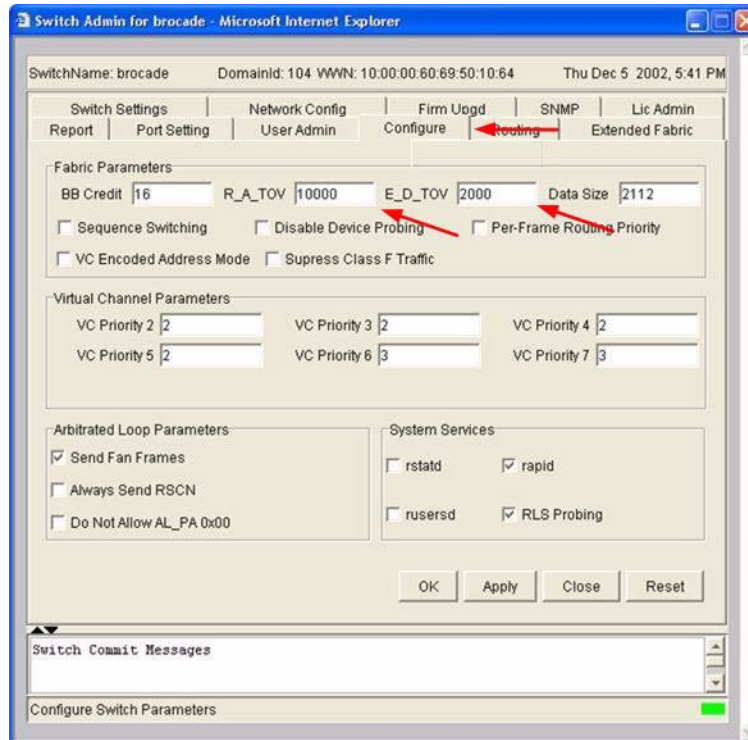 Switch Admin for brocade - Microsoft Internet Explorer
SwitchName: brocade DomainId: 104 WWN: 10:00:00:60:69:50:10:64 Thu Dec 5 2002, 5:41 PM
Switch Settings Network Config Firm Upgd SNMP Lic Admin
Report Port Setting User Admin Configure Routing Extended Fabric
Fabric Parameters
BB Credit 16 R_A_TOV 10000 E_D_TOV 2000 Data Size 2112
Sequence Switching Disable Device Probing Per-Frame Routing Priority
VC Encoded Address Mode Supress Class F Traffic
Virtual Channel Parameters
VC Priority 2 2 VC Priority 3 2 VC Priority 4 2
VC Priority 5 2 VC Priority 6 3 VC Priority 7 3
Arbitrated Loop Parameters
Send Fan Frames
Always Send RSCN
Do Not Allow AL_PA 0x00
System Services
rstatd rapid
rusersd RLS Probing
OK Apply Close Reset
Switch Commit Messages
Configure Switch Parameters